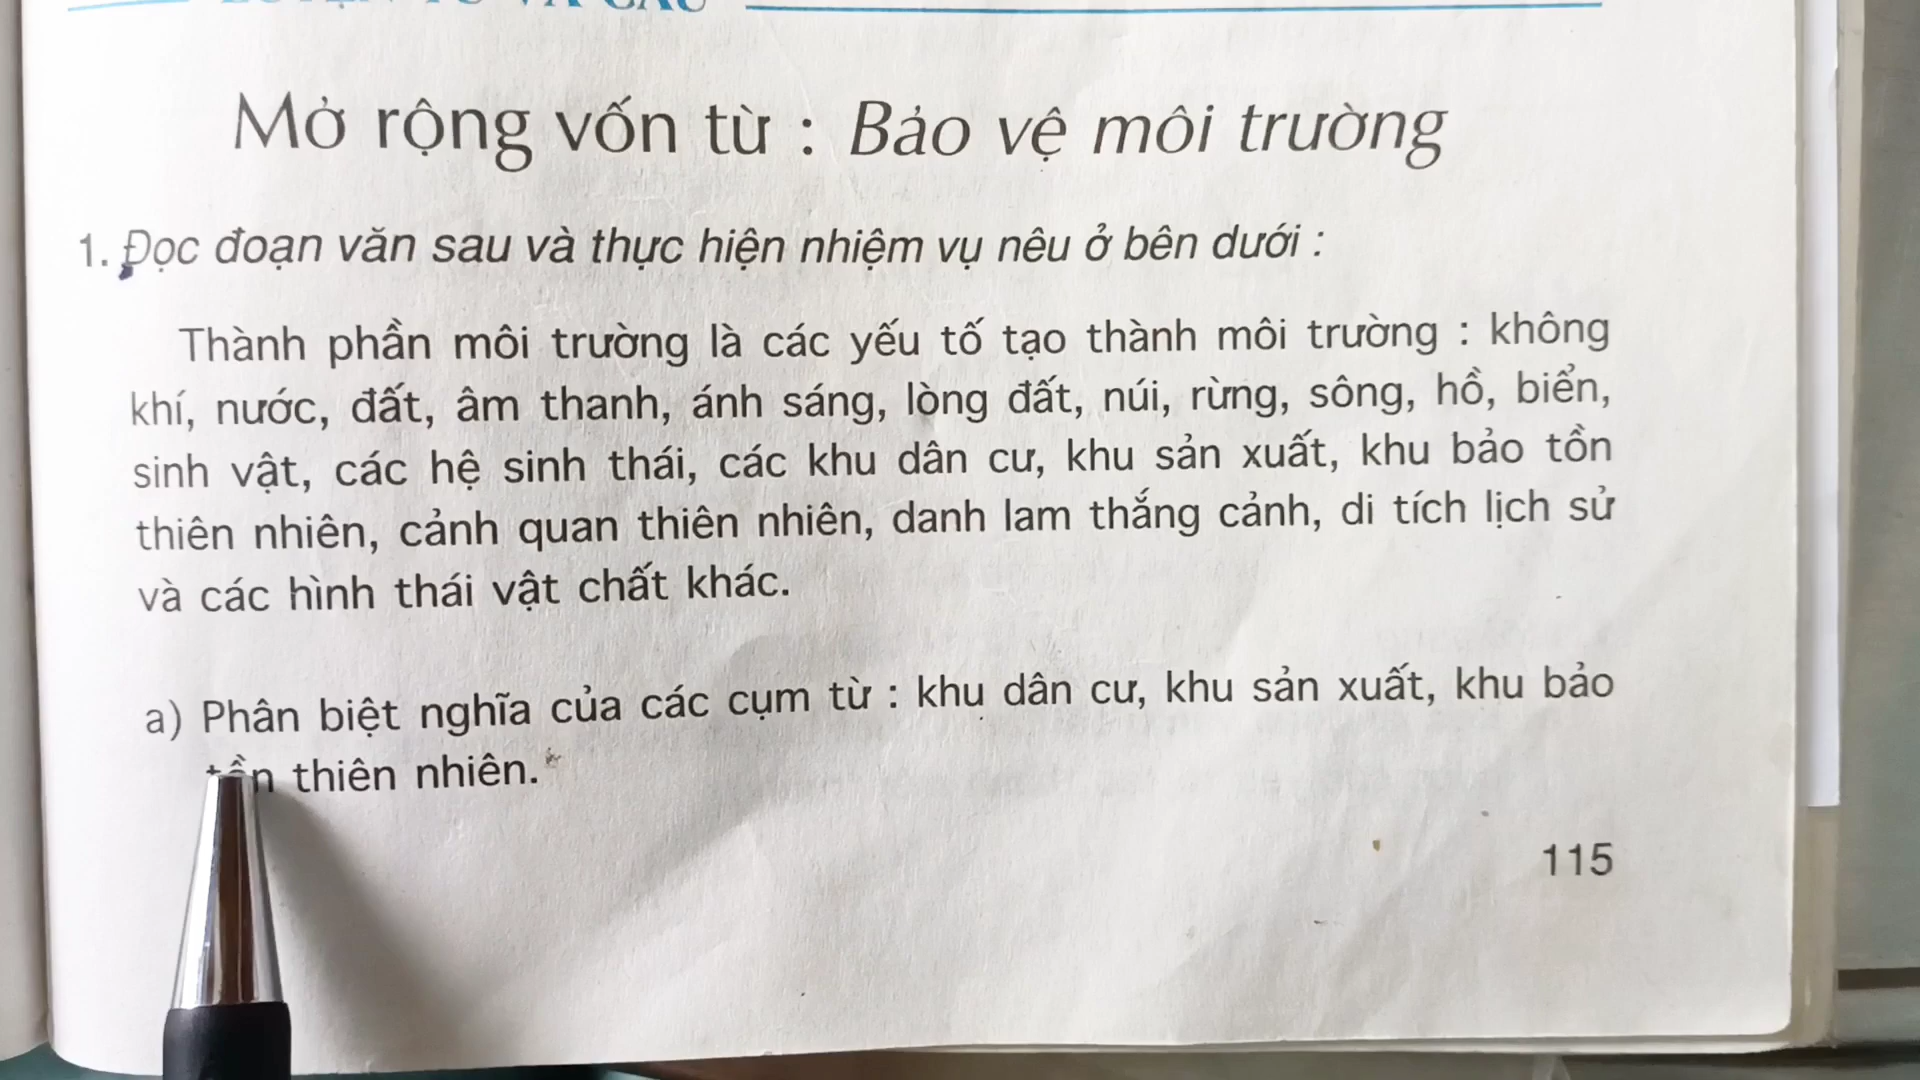 Mở rộng vốn từ : Bảo vệ môi trường
1. Đọc đoạn văn sau và thực hiện nhiệm vụ nêu ở bên dưới :
Thành phần môi trường là các yếu tố tạo thành môi trường : không
khí, nước, đất, âm thanh, ánh sáng, lòng đất, núi, rừng, sông, hồ, biển,
sinh vật, các hệ sinh thái, các khu dân cư, khu sản xuất, khu bảo tồn
thiên nhiên, cảnh quan thiên nhiên, danh lam thắng cảnh, di tích lịch sử
và các hình thái vật chất khác.
a) Phân biệt nghĩa của các cụm từ : khu dân cư, khu sản xuất, khu bảo
tồn thiên nhiên.
115